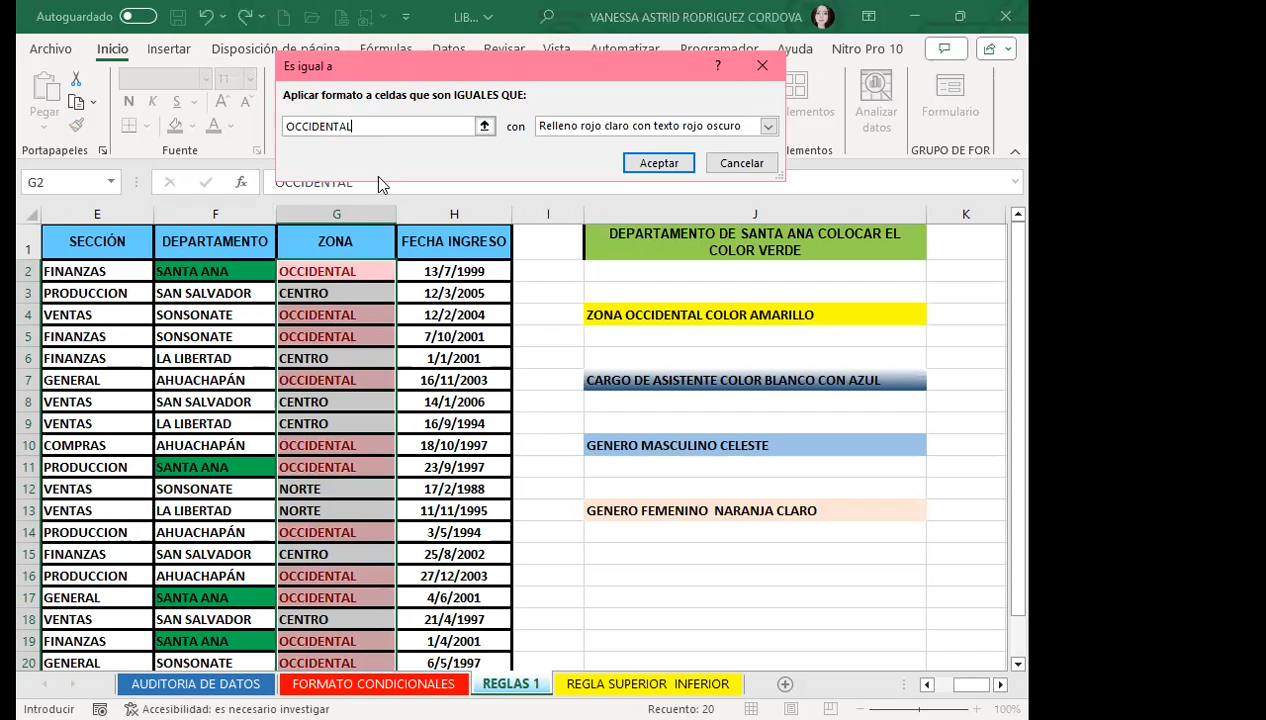 Autoguardado LIB... VANESSA ASTRID RODRIGUEZ CORDOVA
Archivo Inicio Insertar Disposición de página Fórmulas Datos Revisar Vista Automatizar Programador Ayuda Nitro Pro 10
Es igual a ?
Aplicar formato a celdas que son IGUALES QUE:
OCCIDENTAL con Relleno rojo claro con texto rojo oscuro
Aceptar Cancelar
Pegar 11 N K S A A Analizar datos Formulario
Portapapeles Fuente GRUPO DE FOR
G2 fx OCCIDENTAL
E F G H I J K
1 SECCIÓN DEPARTAMENTO ZONA FECHA INGRESO DEPARTAMENTO DE SANTA ANA COLOCAR EL
COLOR VERDE
2 FINANZAS SANTA ANA OCCIDENTAL 13/7/1999
3 PRODUCCION SAN SALVADOR CENTRO 12/3/2005
4 VENTAS SONSONATE OCCIDENTAL 12/2/2004 ZONA OCCIDENTAL COLOR AMARILLO
5 FINANZAS SONSONATE OCCIDENTAL 7/10/2001
6 FINANZAS LA LIBERTAD CENTRO 1/1/2001
7 GENERAL AHUACHAPÁN OCCIDENTAL 16/11/2003 CARGO DE ASISTENTE COLOR BLANCO CON AZUL
8 VENTAS SAN SALVADOR CENTRO 14/1/2006
9 VENTAS LA LIBERTAD CENTRO 16/9/1994
10 COMPRAS AHUACHAPÁN OCCIDENTAL 18/10/1997 GENERO MASCULINO CELESTE
11 PRODUCCION SANTA ANA OCCIDENTAL 23/9/1997
12 VENTAS SONSONATE NORTE 17/2/1988
13 VENTAS LA LIBERTAD NORTE 11/11/1995 GENERO FEMENINO NARANJA CLARO
14 PRODUCCION AHUACHAPÁN OCCIDENTAL 3/5/1994
15 FINANZAS SAN SALVADOR CENTRO 25/8/2002
16 PRODUCCION AHUACHAPÁN OCCIDENTAL 27/12/2003
17 GENERAL SANTA ANA OCCIDENTAL 4/6/2001
18 VENTAS SAN SALVADOR CENTRO 21/4/1997
19 FINANZAS SANTA ANA OCCIDENTAL 1/4/2001
20 GENERAL SONSONATE OCCIDENTAL 6/5/1997
AUDITORIA DE DATOS FORMATO CONDICIONALES REGLAS 1 REGLA SUPERIOR INFERIOR
Introducir Accesibilidad: es necesario investigar Recuento: 20 100%